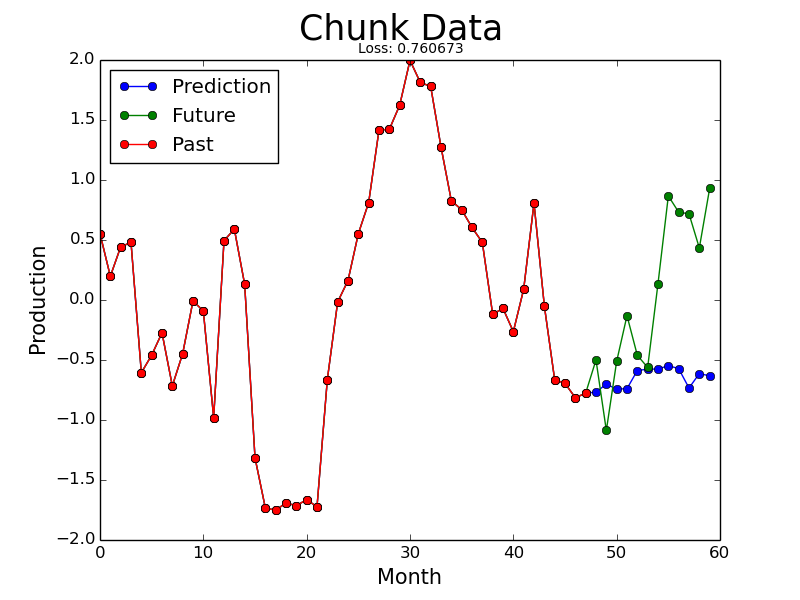 Chunk Data
Loss: 0.760673
Prediction
Future
Past
2.0
1.5
1.0
0.5
0.0
−0.5
−1.0
−1.5
−2.0
Production
0 10 20 30 40 50 60
Month